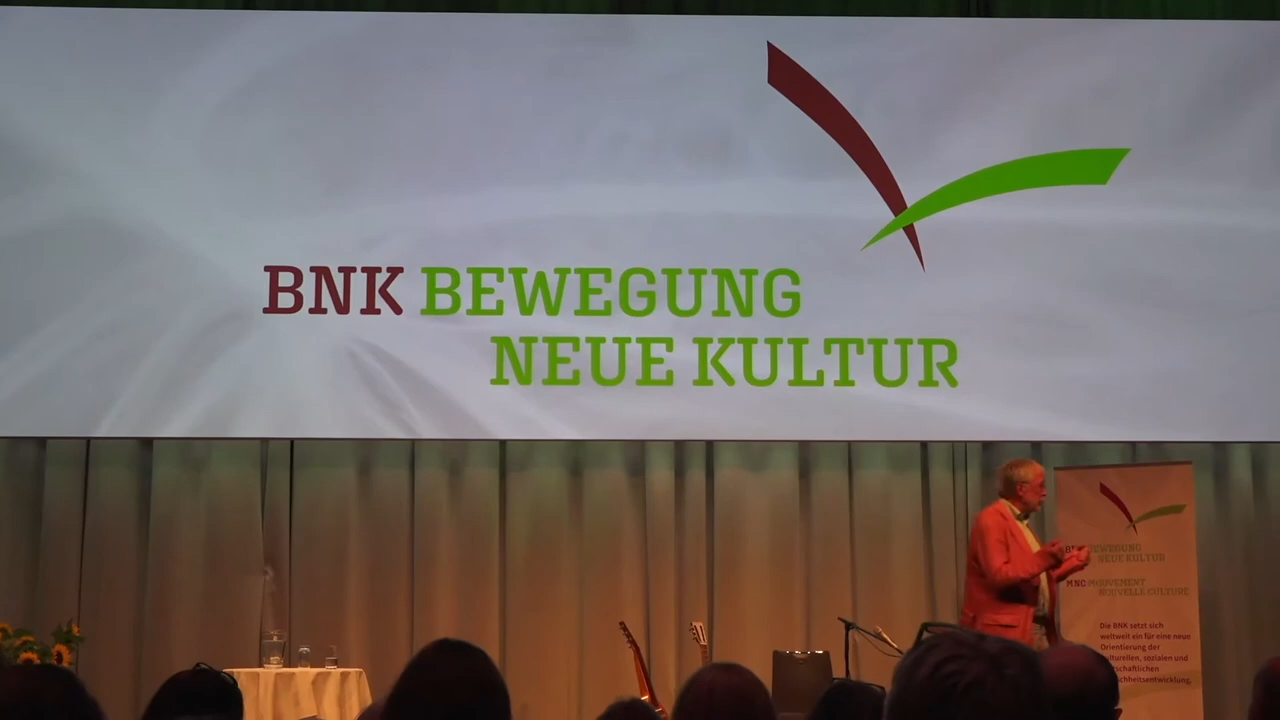 BNK BEWEGUNG
NEUE KULTUR
BEWEGUNG
NEUE KULTUR
MNC MOUVEMENT
NOUVELLE CULTURE
Die BNK setzt sich
weltweit ein für eine neue
Orientierung der
kulturellen, sozialen und